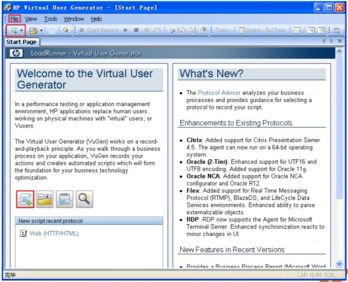 HP Virtual User Generator - [Start Page]
File View Tools Window Help
Start Record
Tasks
Start Page
LoadRunner - Virtual User Generator
Welcome to the Virtual User
Generator
In a performance testing or application management
environment, HP applications replace human users
working on physical machines with "virtual" users, or
Vusers.
The Virtual User Generator (VuGen) works on a record-
and-playback principle. As you walk through a business
process on your application, VuGen records your
actions and creates automated scripts which will form
the foundation for your business technology
optimization.
New script recent protocol
Web (HTTP/HTML)
What's New?
The Protocol Advisor analyzes your business
processes and provides guidance for selecting a
protocol to record your script.
Enhancements to Existing Protocols
Citrix: Added support for Citrix Presentation Server
4.5. The agent can now run on a 64-bit operating
system.
Oracle (2-Tier): Enhanced support for UTF16 and
UTF8 encoding. Added support for Oracle 11g
Oracle NCA: Added support for Oracle NCA
configurator and Oracle R12.
Flex: Added support for Real Time Messaging
Protocol (RTMP), BlazeDS, and LifeCycle Data
Services environments. Enhanced ability to parse
externalizable objects.
RDP: RDP now supports the Agent for Microsoft
Terminal Server. Enhanced synchronization reacts to
minor changes in UI.
New Features in Recent Versions
Provides a Business Process Report (Microsoft Word
完毕
CAP NUM SCRL